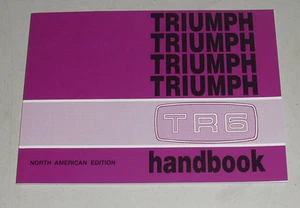 TRIUMPH
TRIUMPH
TRIUMPH
TRIUMPH
TR6
NORTH AMERICAN EDITION
handbook